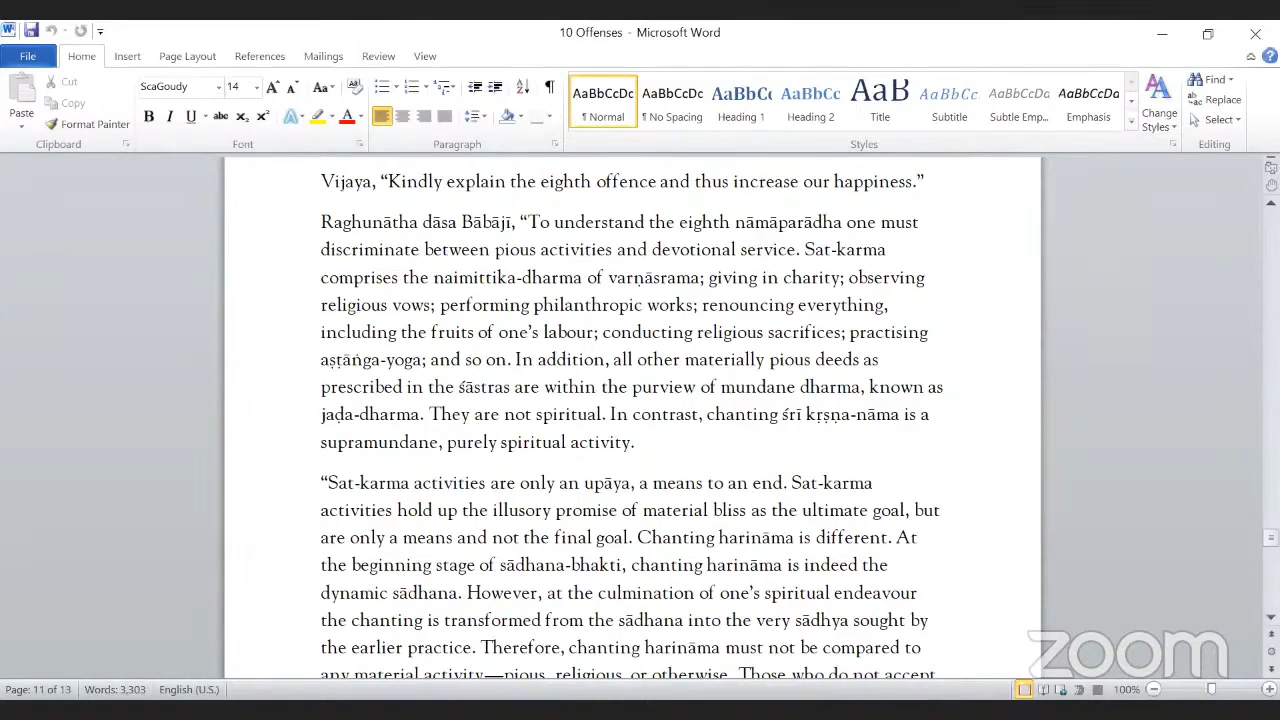 10 Offenses - Microsoft Word
File Home Insert Page Layout References Mailings Review View
Cut
Copy
Format Painter
Paste
ScaGoudy 14
AaBbCcDc AaBbCcDc AaBbCc AaBbCc AaB AaBbCc. AaBbCcDa AaBbCcDa
¶ Normal ¶ No Spacing Heading 1 Heading 2 Title Subtitle Subtle Emp... Emphasis
Change Styles
Find
Replace
Select
Clipboard Font Paragraph Styles Editing
Vijaya, “Kindly explain the eighth offence and thus increase our happiness.”
Raghunātha dāsa Bābājī, “To understand the eighth nāmāparādha one must
discriminate between pious activities and devotional service. Sat-karma
comprises the naimittika-dharma of varṇāsrama; giving in charity; observing
religious vows; performing philanthropic works; renouncing everything,
including the fruits of one’s labour; conducting religious sacrifices; practising
aṣṭāṅga-yoga; and so on. In addition, all other materially pious deeds as
prescribed in the śāstras are within the purview of mundane dharma, known as
jaḍa-dharma. They are not spiritual. In contrast, chanting śrī kṛṣṇa-nāma is a
supramundane, purely spiritual activity.
“Sat-karma activities are only an upāya, a means to an end. Sat-karma
activities hold up the illusory promise of material bliss as the ultimate goal, but
are only a means and not the final goal. Chanting harināma is different. At
the beginning stage of sādhana-bhakti, chanting harināma is indeed the
dynamic sādhana. However, at the culmination of one’s spiritual endeavour
the chanting is transformed from the sādhana into the very sādhya sought by
the earlier practice. Therefore, chanting harināma must not be compared to
any material activity—pious, religious, or otherwise. Those who do not accept
zoom
Page: 11 of 13 Words: 3,303 English (U.S.) 100%